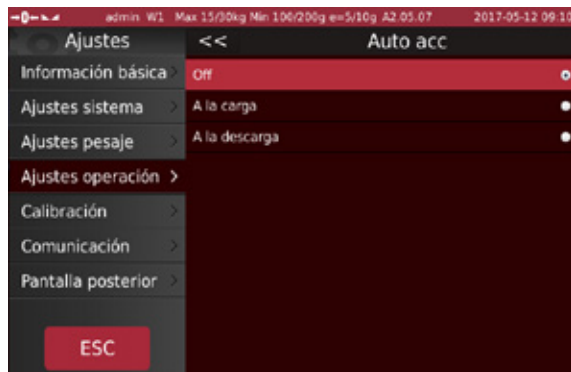 →0← admin W1 Max 15/30kg Min 100/200g e=5/10g A2.05.07 2017-05-12 09:10
Ajustes
<< Auto acc
Información básica >
Off
Ajustes sistema >
A la carga
Ajustes pesaje >
A la descarga
Ajustes operación >
Calibración >
Comunicación >
Pantalla posterior >
ESC